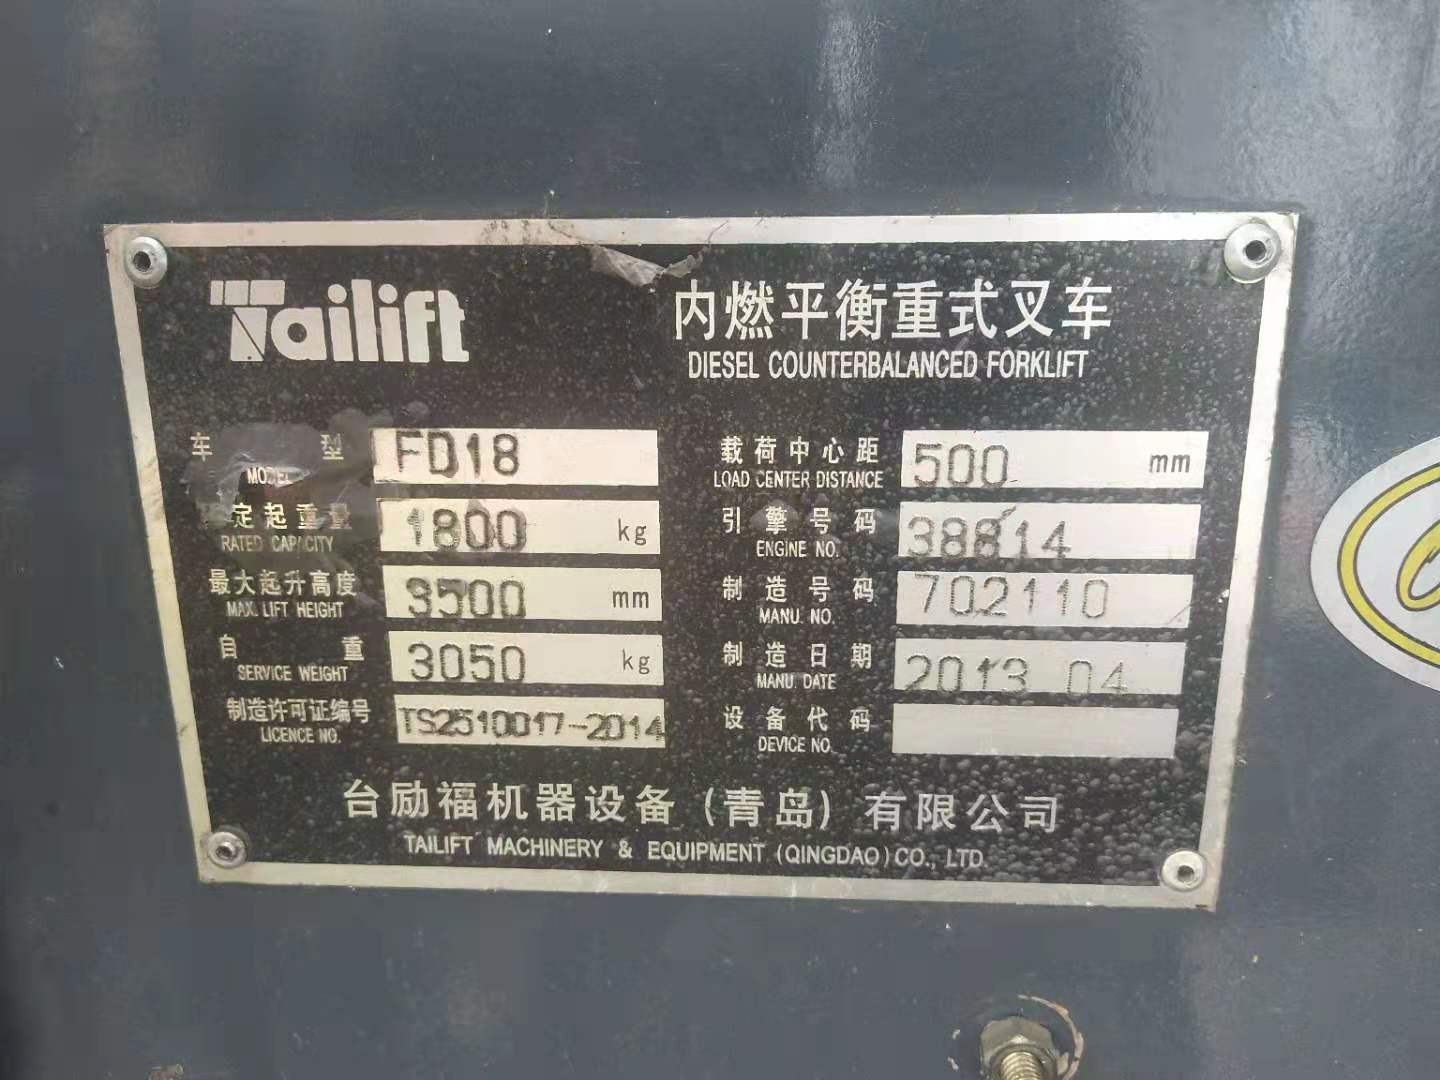 Tailift
内燃平衡重式叉车
DIESEL COUNTERBALANCED FORKLIFT
车 型 FD18
MODEL
定起重量 1800 kg
RATED CAPACITY
最大起升高度 3500 mm
MAX. LIFT HEIGHT
自 重 3050 kg
SERVICE WEIGHT
制造许可证编号 TS2510017-2014
LICENCE NO.
载荷中心距 500 mm
LOAD CENTER DISTANCE
引擎号码 38814
ENGINE NO.
制造号码 702110
MANU. NO.
制造日期 2013 04
MANU. DATE
设备代码
DEVICE NO.
台励福机器设备(青岛)有限公司
TAILIFT MACHINERY & EQUIPMENT (QINGDAO) CO., LTD.